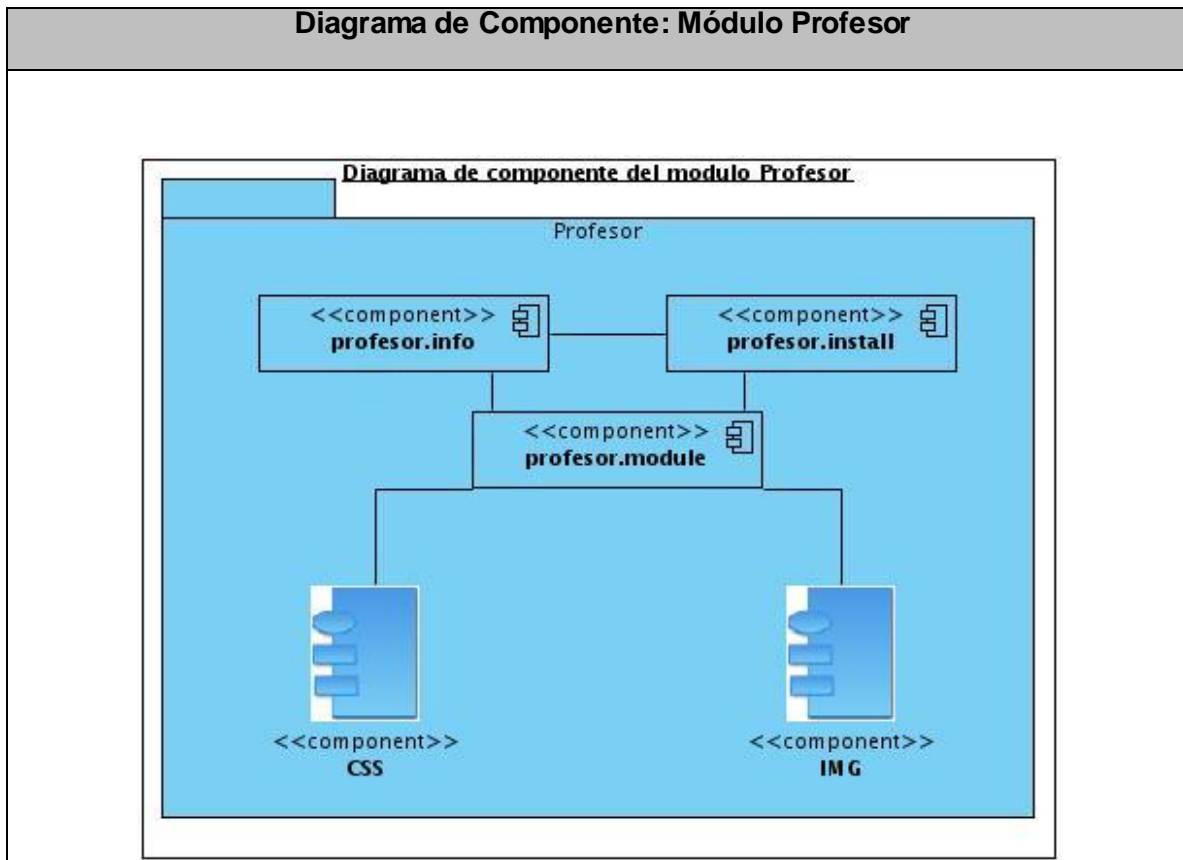 Diagrama de Componente: Módulo Profesor
Diagrama de componente del modulo Profesor
Profesor
<<component>>
profesor.info
<<component>>
profesor.install
<<component>>
profesor.module
<<component>>
CSS
<<component>>
IMG